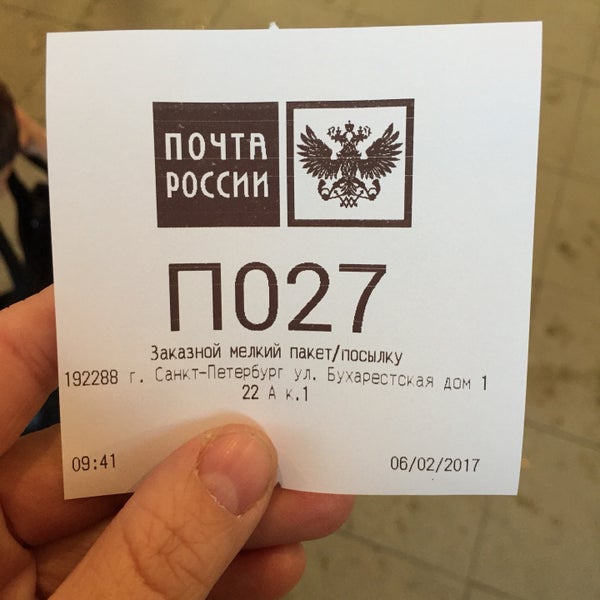 ПОЧТА
РОССИИ
П027
Заказной мелкий пакет/посылку
192288 г. Санкт-Петербург ул. Бухарестская дом 1
22 А к.1
09:41
06/02/2017